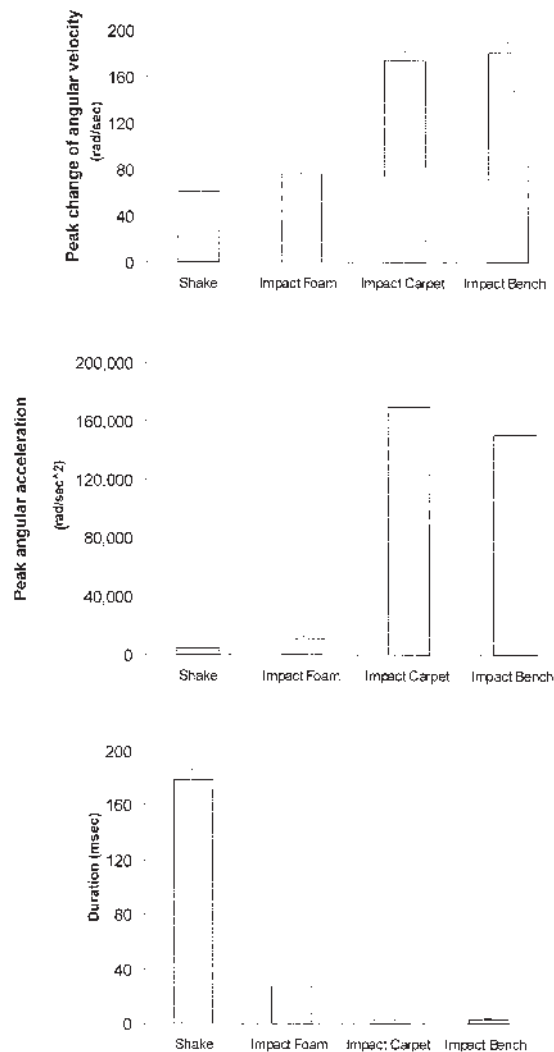 Peak change of angular velocity
(rad/sec)
200
160
120
80
40
0
Shake
Impact Foam
Impact Carpet
Impact Bench
Peak angular acceleration
(rad/sec^2)
200,000
160,000
120.000
80,000
40,000
0
Shake
Impact Foam
Impact Carpet
Impact Bench
Duration (msec)
200
160
120
80
40
0
Shake
Impact Foam
Impact Carpet
Impact Bench